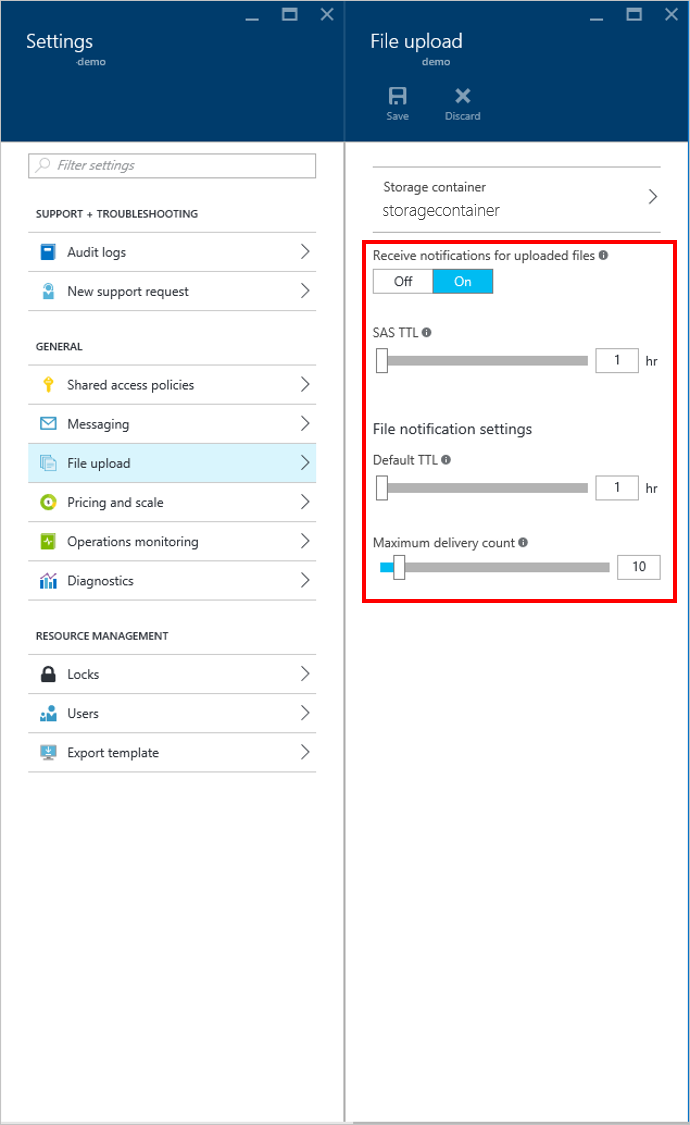 Settings
demo
Filter settings
SUPPORT + TROUBLESHOOTING
Audit logs
New support request
GENERAL
Shared access policies
Messaging
File upload
Pricing and scale
Operations monitoring
Diagnostics
RESOURCE MANAGEMENT
Locks
Users
Export template
File upload
demo
Save
Discard
Storage container
storagecontainer
Receive notifications for uploaded files
Off On
SAS TTL
1 hr
File notification settings
Default TTL
1 hr
Maximum delivery count
10